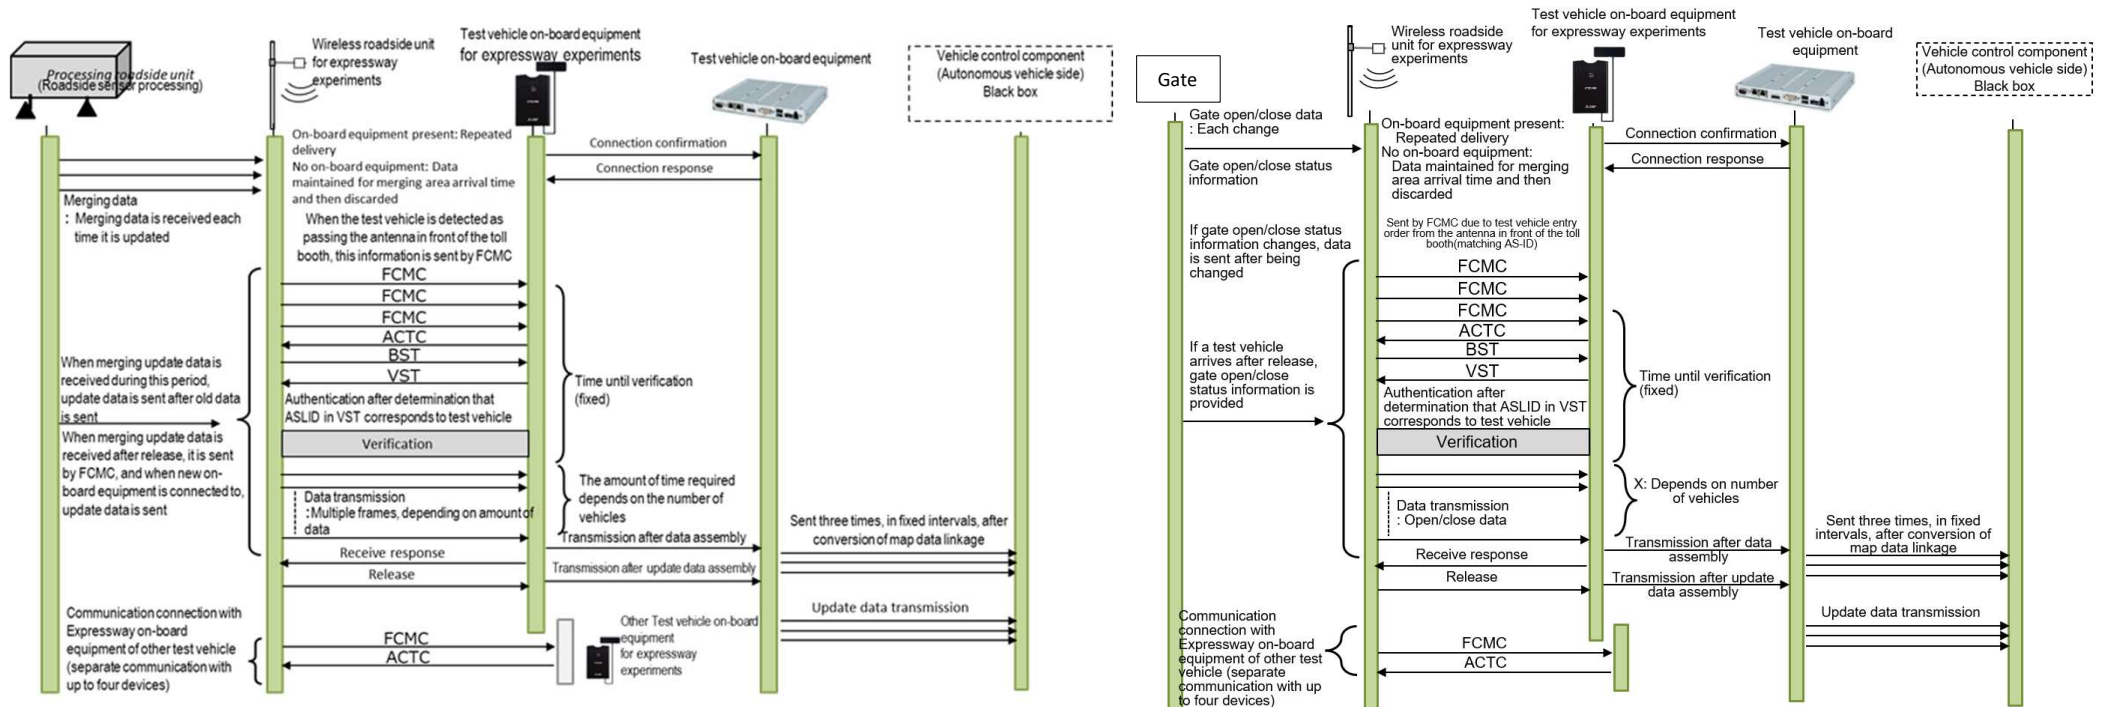 Processing roadside unit
(Roadside sensor processing)
Wireless roadside unit
for expressway
experiments
Test vehicle on-board equipment
for expressway experiments
Test vehicle on-board equipment
Vehicle control component
(Autonomous vehicle side)
Black box
On-board equipment present: Repeated
delivery
No on-board equipment: Data
maintained for merging area arrival time
and then discarded
Connection confirmation
Connection response
Merging data
: Merging data is received each
time it is updated
When the test vehicle is detected as
passing the antenna in front of the toll
booth, this information is sent by FCMC
FCMC
FCMC
FCMC
ACTC
BST
VST
When merging update data is
received during this period,
update data is sent after old data
is sent
When merging update data is
received after release, it is sent
by FCMC, and when new on-
board equipment is connected to,
update data is sent
Time until verification
(fixed)
Authentication after determination that
ASLID in VST corresponds to test vehicle
Verification
Data transmission
: Multiple frames, depending on amount of
data
The amount of time required
depends on the number of
vehicles
Transmission after data assembly
Sent three times, in fixed intervals, after
conversion of map data linkage
Receive response
Release
Transmission after update data assembly
Update data transmission
Communication connection with
Expressway on-board
equipment of other test vehicle
(separate communication with
up to four devices)
FCMC
ACTC
Other Test vehicle on-board
equipment
for expressway
experiments
Gate
Wireless roadside
unit for expressway
experiments
Test vehicle on-board equipment
for expressway experiments
Test vehicle on-board
equipment
Vehicle control component
(Autonomous vehicle side)
Black box
Gate open/close data
: Each change
Gate open/close status
information
On-board equipment present:
Repeated delivery
No on-board equipment:
Data maintained for merging
area arrival time and then
discarded
Connection confirmation
Connection response
If gate open/close status
information changes, data
is sent after being
changed
Sent by FCMC due to test vehicle entry
order from the antenna in front of the toll
booth(matching AS-ID)
FCMC
FCMC
FCMC
ACTC
BST
VST
If a test vehicle
arrives after release,
gate open/close
status information is
provided
Time until verification
(fixed)
Authentication after
determination that ASLID in VST
corresponds to test vehicle
Verification
X: Depends on number
of vehicles
Data transmission
: Open/close data
Transmission after data
assembly
Sent three times, in fixed
intervals, after conversion of
map data linkage
Receive response
Release
Transmission after update
data assembly
Update data transmission
Communication
connection with
Expressway on-board
equipment of other test
vehicle (separate
communication with up
to four devices)
FCMC
ACTC